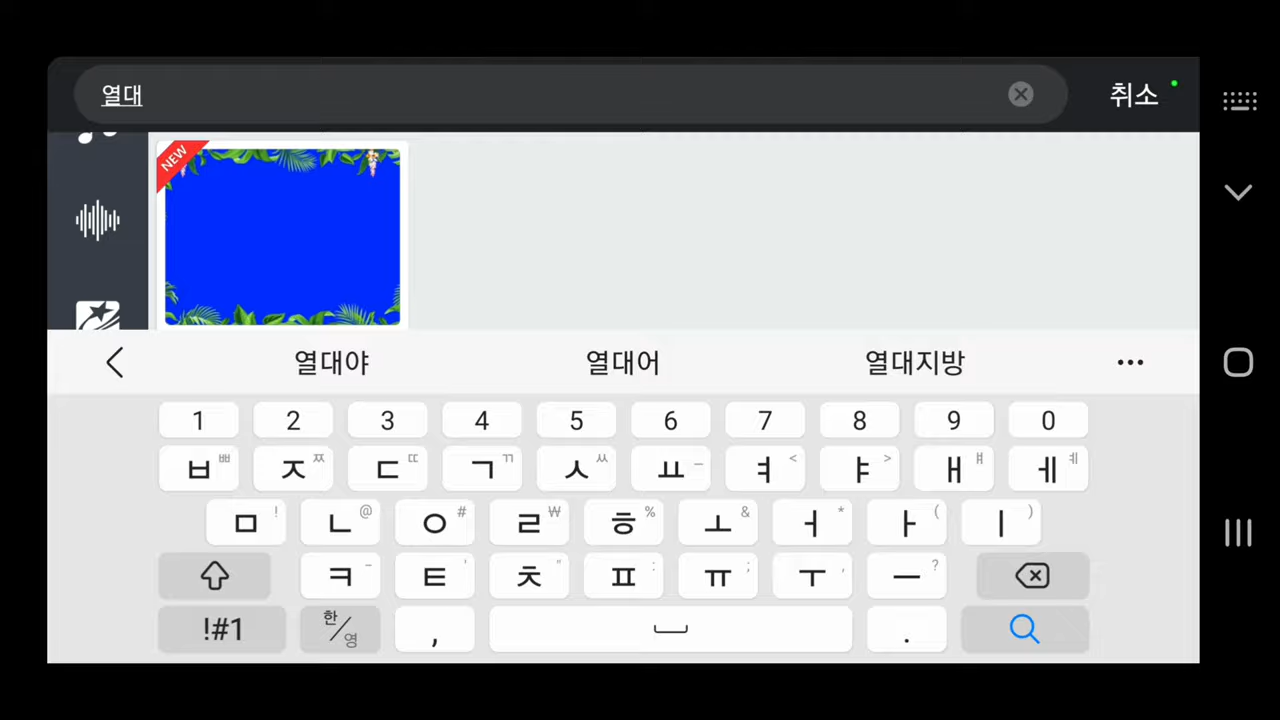 열대
취소
NEW
열대야 열대어 열대지방 •••
1 2 3 4 5 6 7 8 9 0
ㅂ ㅃ ㅈ ㅉ ㄷ ㄸ ㄱ ㄲ ㅅ ㅆ ㅛ _ ㅕ < ㅑ > ㅐ ㅒ ㅔ ㅖ
ㅁ ! ㄴ @ ㅇ # ㄹ ₩ ㅎ % ㅗ & ㅓ * ㅏ ( ㅣ )
ㅋ - ㅌ ' ㅊ " ㅍ : ㅠ ; ㅜ , ㅡ ?
!#1 한/영 , .